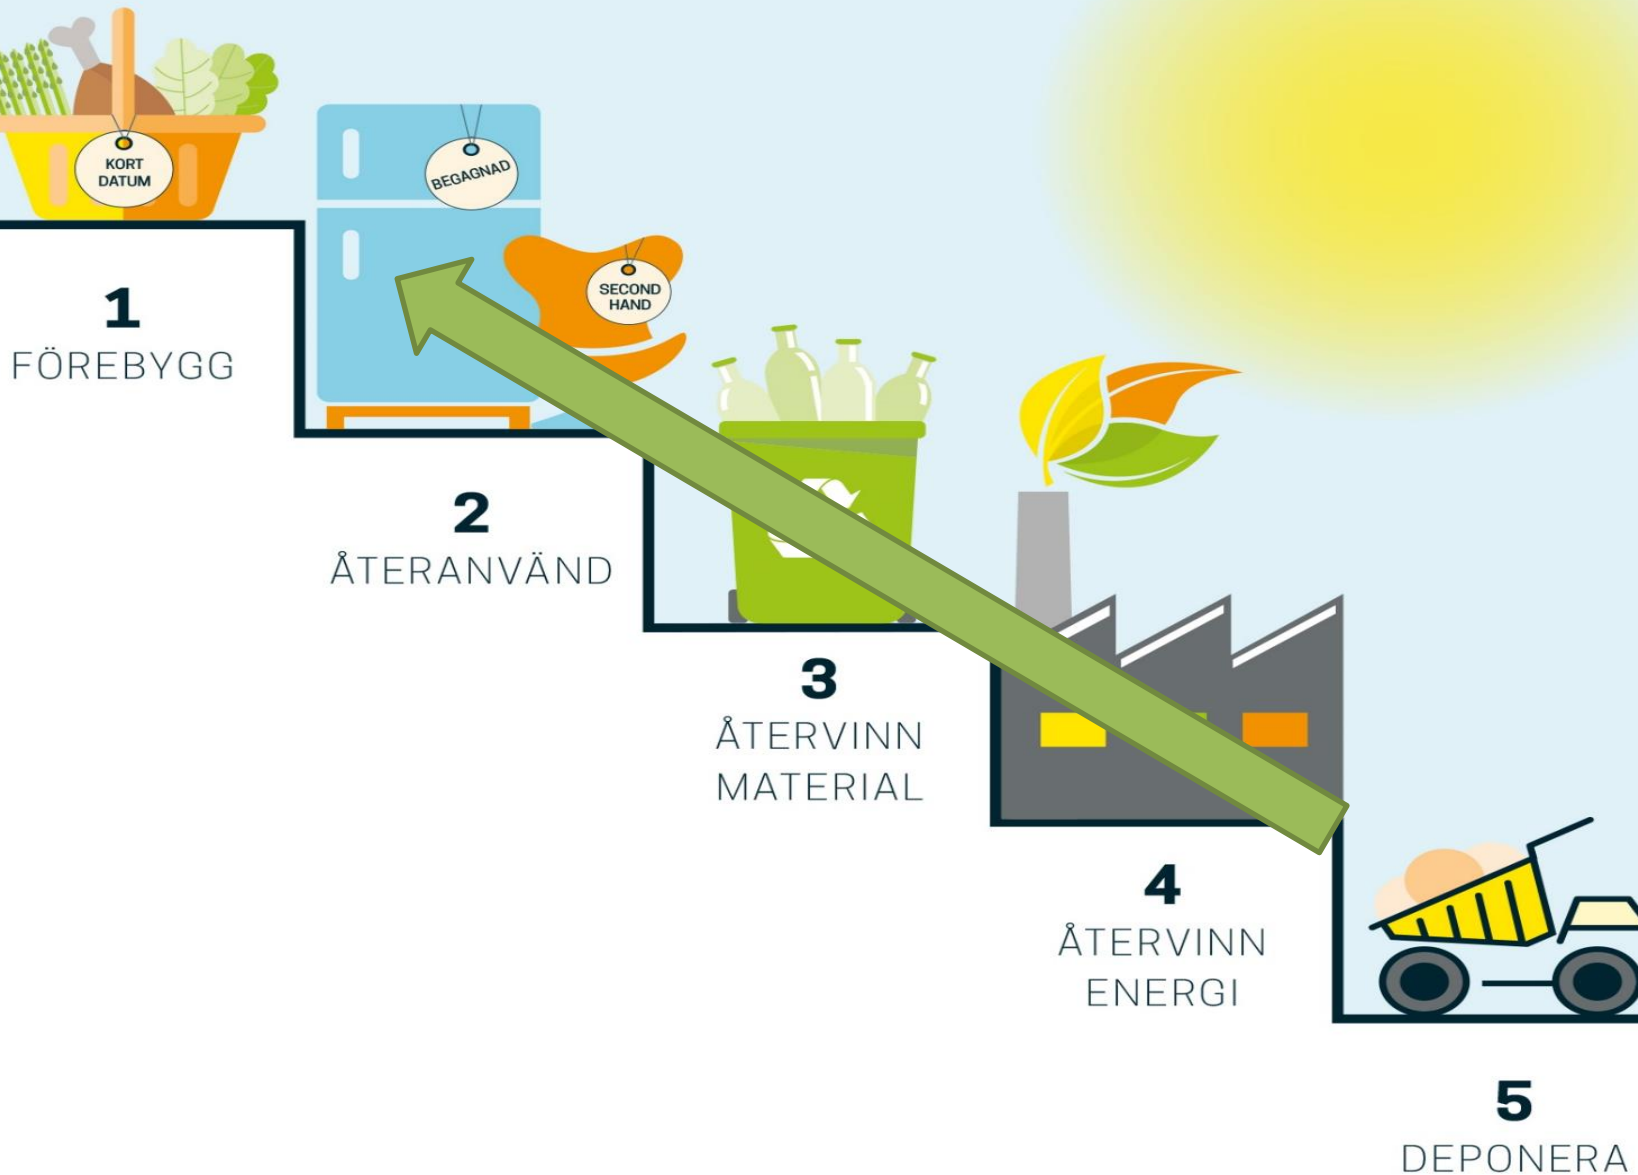 KORT
DATUM
1
FÖREBYGG
BEGAGNAD
SECOND
HAND
2
ÅTERANVÄND
3
ÅTERVINN
MATERIAL
4
ÅTERVINN
ENERGI
5
DEPONERA